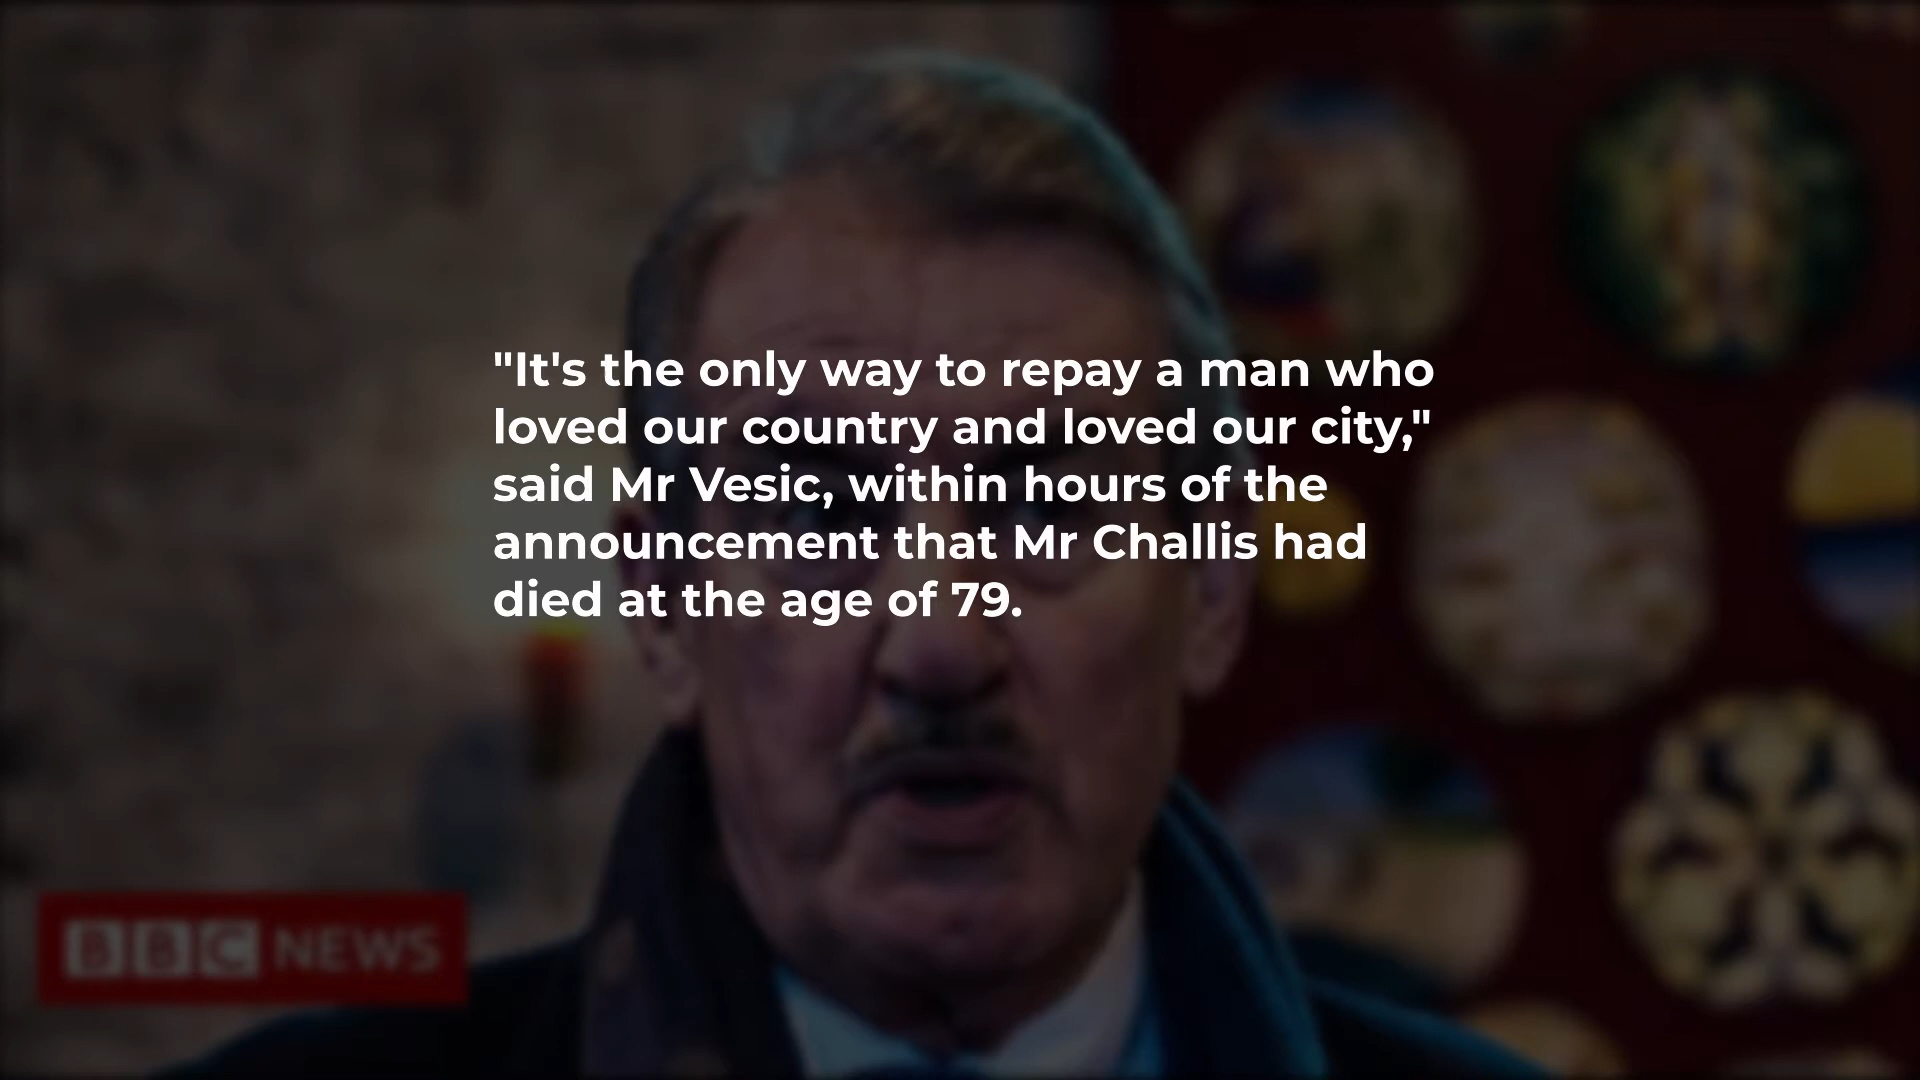 "It's the only way to repay a man who
loved our country and loved our city,"
said Mr Vesic, within hours of the
announcement that Mr Challis had
died at the age of 79.
BBC NEWS